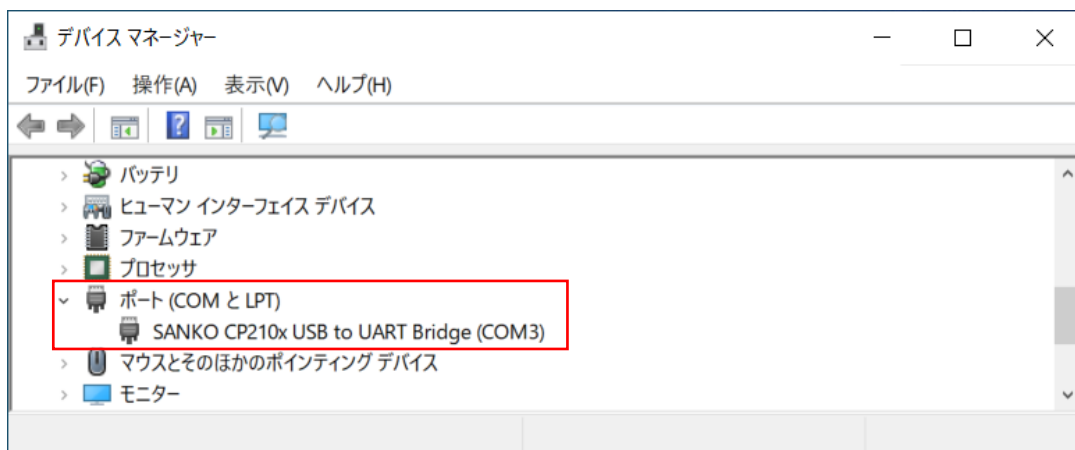 デバイス マネージャー
ファイル(F) 操作(A) 表示(V) ヘルプ(H)
バッテリ
ヒューマン インターフェイス デバイス
ファームウェア
プロセッサ
ポート (COM と LPT)
SANKO CP210x USB to UART Bridge (COM3)
マウスとそのほかのポインティング デバイス
モニター